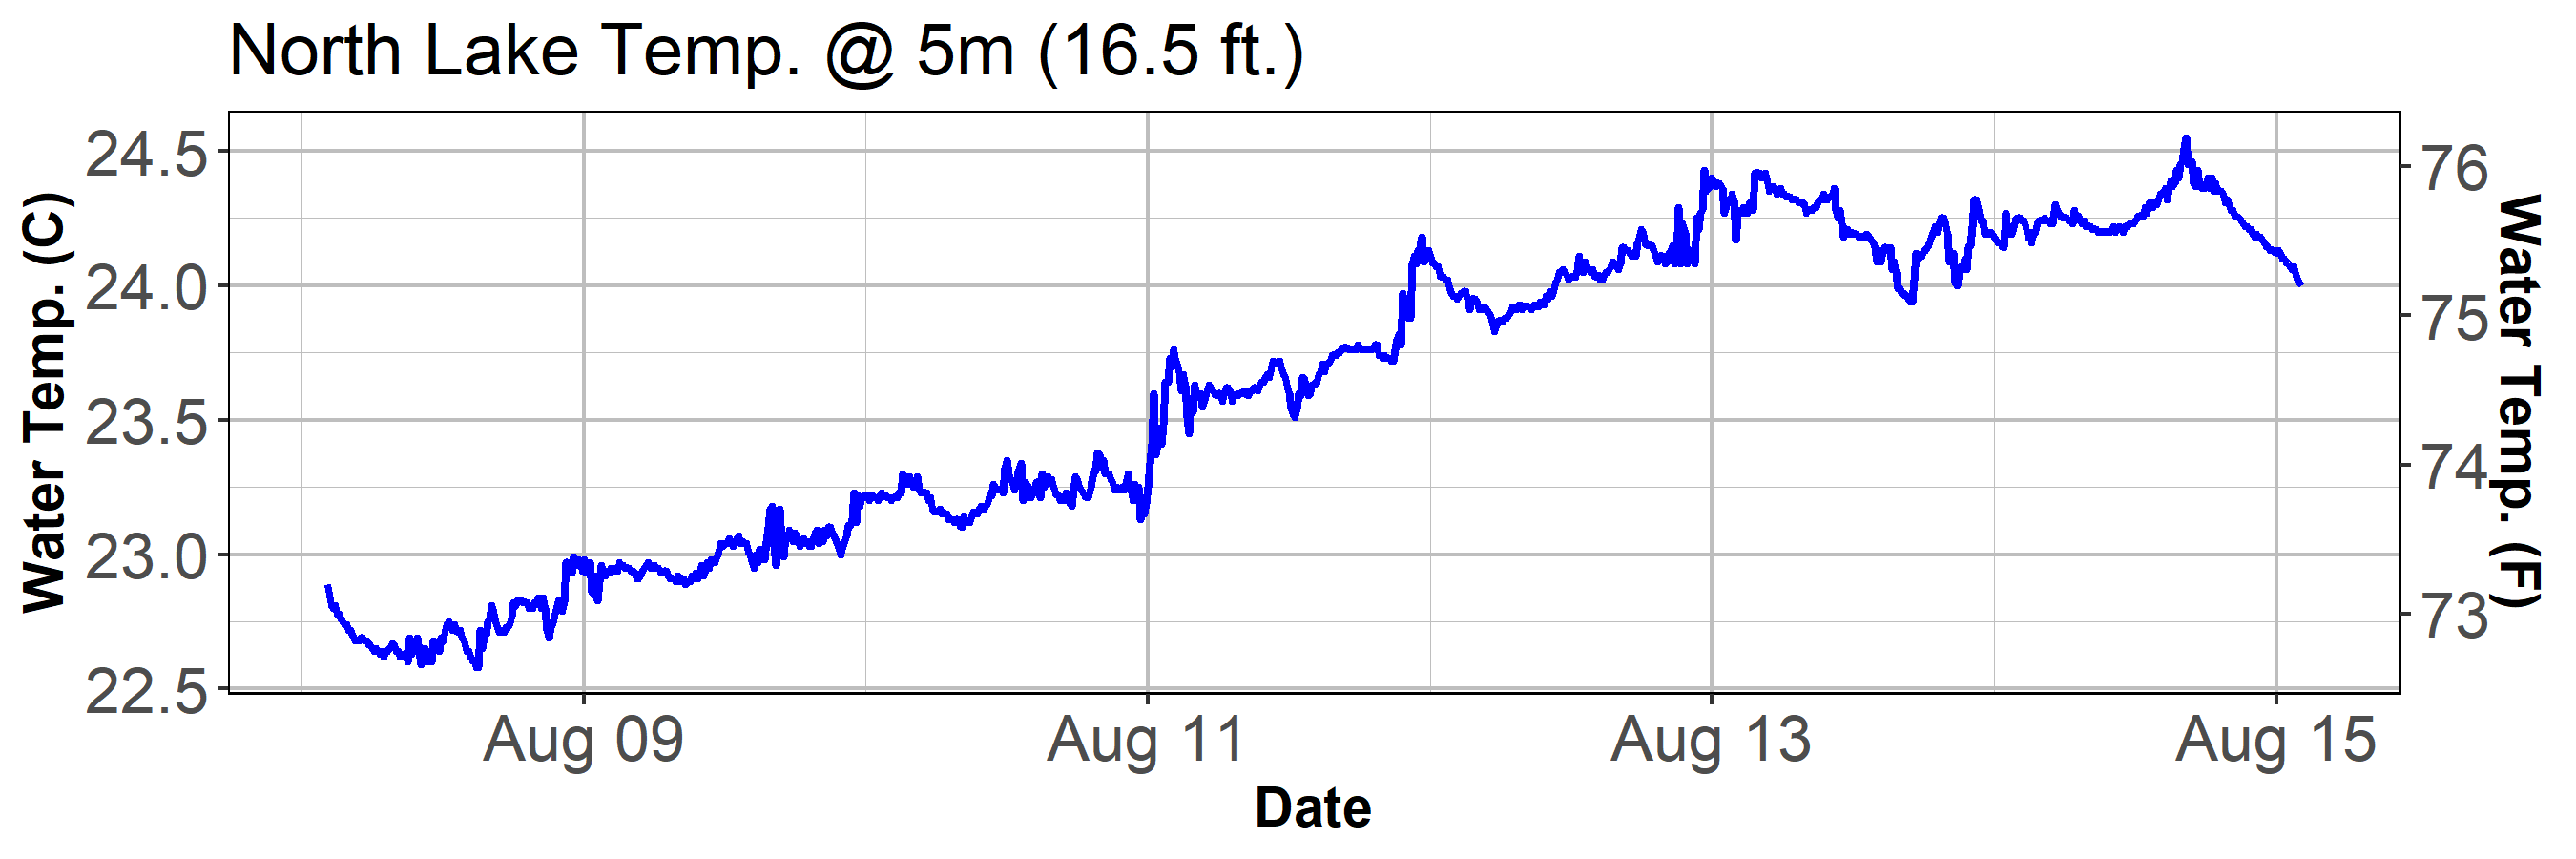 North Lake Temp. @ 5m (16.5 ft.)
Water Temp. (C)
24.5
24.0
23.5
23.0
22.5
76
75
74
73
Water Temp. (F)
Aug 09
Aug 11
Aug 13
Aug 15
Date